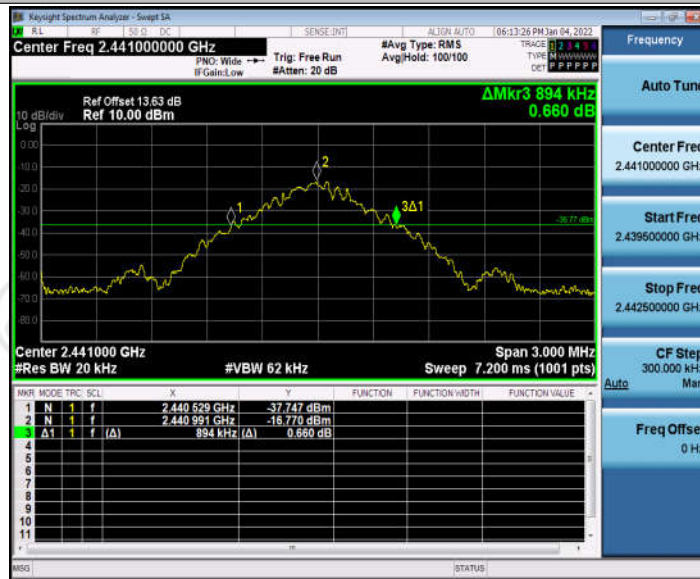 Keysight Spectrum Analyzer - Swept SA
RL RF 50 Ω DC SENSE:INT ALIGN AUTO 06:13:26 PM Jan 04, 2022
Center Freq 2.441000000 GHz
PNO: Wide
IFGain:Low
Trig: Free Run
#Atten: 20 dB
#Avg Type: RMS
Avg|Hold: 100/100
TRACE 1 2 3 4 5 6
TYPE M WWWWW
DET P P P P P P
Frequency
ΔMkr3 894 kHz
0.660 dB
Ref Offset 13.63 dB
10 dB/div Ref 10.00 dBm
Log
0.00
-10.0
-20.0
-30.0
-40.0
-50.0
-60.0
-70.0
-80.0
1
2
3Δ1
-36.77 dBm
Center 2.441000 GHz Span 3.000 MHz
#Res BW 20 kHz #VBW 62 kHz Sweep 7.200 ms (1001 pts)
MKR MODE TRC SCL X Y FUNCTION FUNCTION WIDTH FUNCTION VALUE
1 N 1 f 2.440 529 GHz -37.747 dBm
2 N 1 f 2.440 991 GHz -16.770 dBm
3 Δ1 1 f (Δ) 894 kHz (Δ) 0.660 dB
4
5
6
7
8
9
10
11
MSG STATUS
Auto Tune
Center Freq
2.441000000 GHz
Start Freq
2.439500000 GHz
Stop Freq
2.442500000 GHz
CF Step
300.000 kHz
Auto Man
Freq Offset
0 Hz